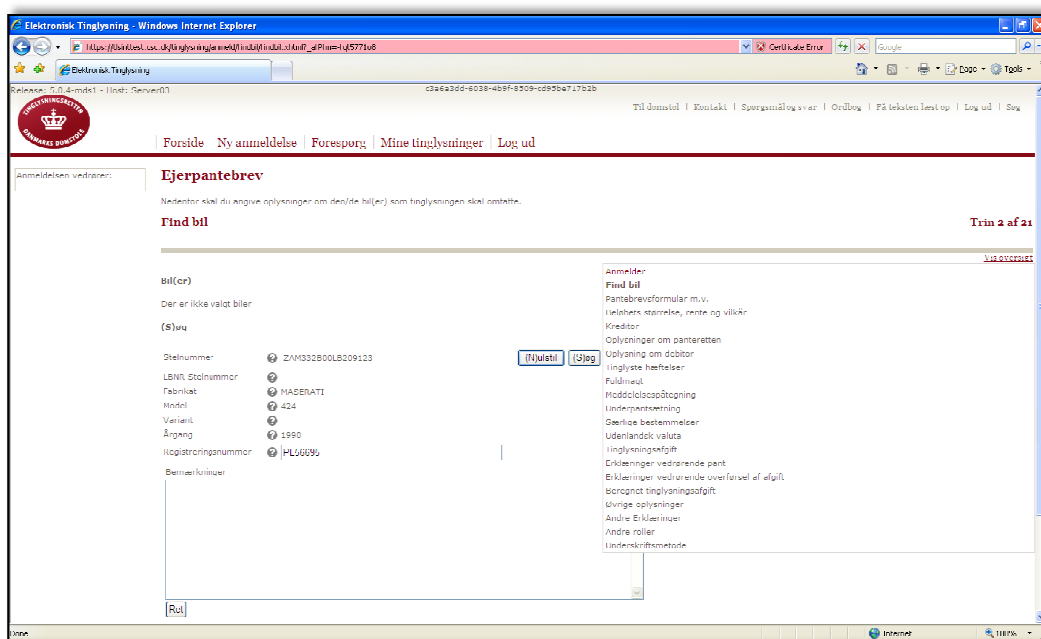 Elektronisk Tinglysning - Windows Internet Explorer
Certificate Error
Google
Elektronisk Tinglysning
Page
Tools
Release: 5.0.4-mds1 - Host: Server03
c3a6a3dd-6038-4b9f-8509-cd95be717b2b
TINGLYSNINGSRETTEN
DANMARKS DOMSTOLE
Til domstol | Kontakt | Spørgsmål og svar | Ordbog | Få teksten læst op | Log ud | Søg
Forside | Ny anmeldelse | Forespørg | Mine tinglysninger | Log ud
Anmeldelsen vedrører:
Ejerpantebrev
Nedenfor skal du angive oplysninger om den/de bil(er) som tinglysningen skal omfatte.
Find bil
Trin 2 af 21
Vis oversigt
Bil(er)
Der er ikke valgt biler
(S)øg
Stelnummer ZAM332B00LB209123
(N)ulstil (S)øg
LBNR Stelnummer
Fabrikat MASERATI
Model 424
Variant
Årgang 1990
Registreringsnummer PE56695
Bemærkninger
Ret
Anmelder
Find bil
Pantebrevsformular m.v.
Beløbets størrelse, rente og vilkår
Kreditor
Oplysninger om panteretten
Oplysning om debitor
Tinglyste hæftelser
Fuldmagt
Meddelelsespåtegning
Underpantsætning
Særlige bestemmelser
Udenlandsk valuta
Tinglysningsafgift
Erklæringer vedrørende pant
Erklæringer vedrørende overførsel af afgift
Beregnet tinglysningsafgift
Øvrige oplysninger
Andre Erklæringer
Andre roller
Underskriftsmetode
Done
Internet
100%